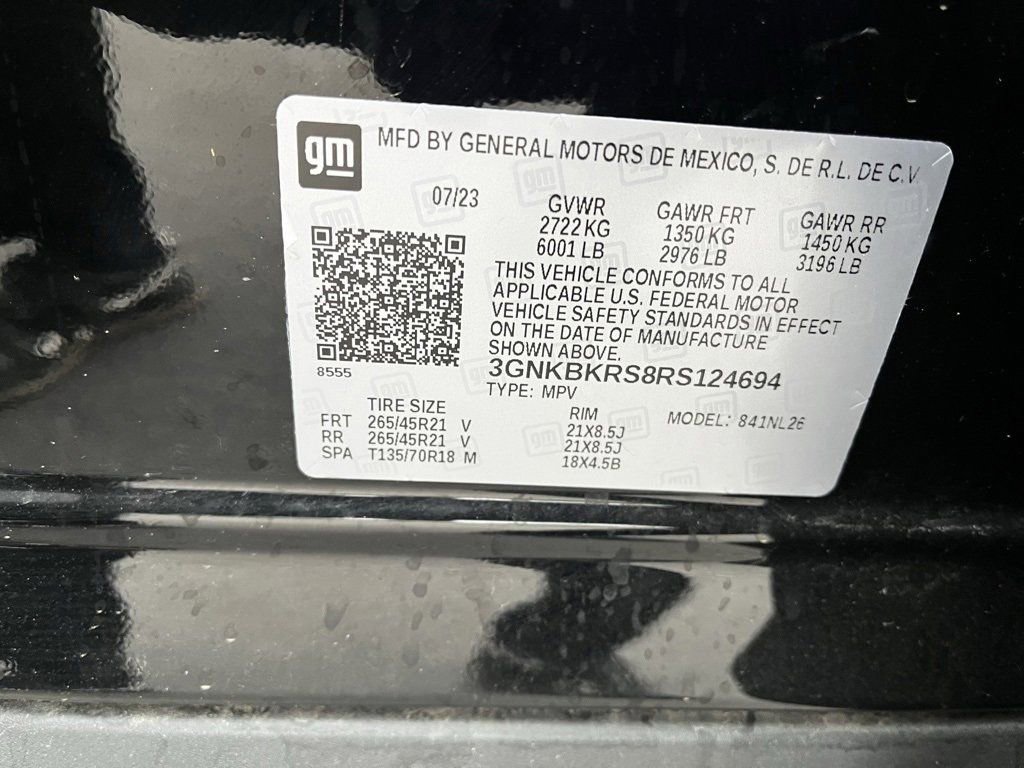 gm
MFD BY GENERAL MOTORS DE MEXICO, S. DE R.L. DE C.V.
07/23
GVWR
2722 KG
6001 LB
GAWR FRT
1350 KG
2976 LB
GAWR RR
1450 KG
3196 LB
THIS VEHICLE CONFORMS TO ALL
APPLICABLE U.S. FEDERAL MOTOR
VEHICLE SAFETY STANDARDS IN EFFECT
ON THE DATE OF MANUFACTURE
SHOWN ABOVE.
8555
3GNKBKRS8RS124694
TYPE: MPV
TIRE SIZE RIM MODEL: 841NL26
FRT 265/45R21 V 21X8.5J
RR 265/45R21 V 21X8.5J
SPA T135/70R18 M 18X4.5B